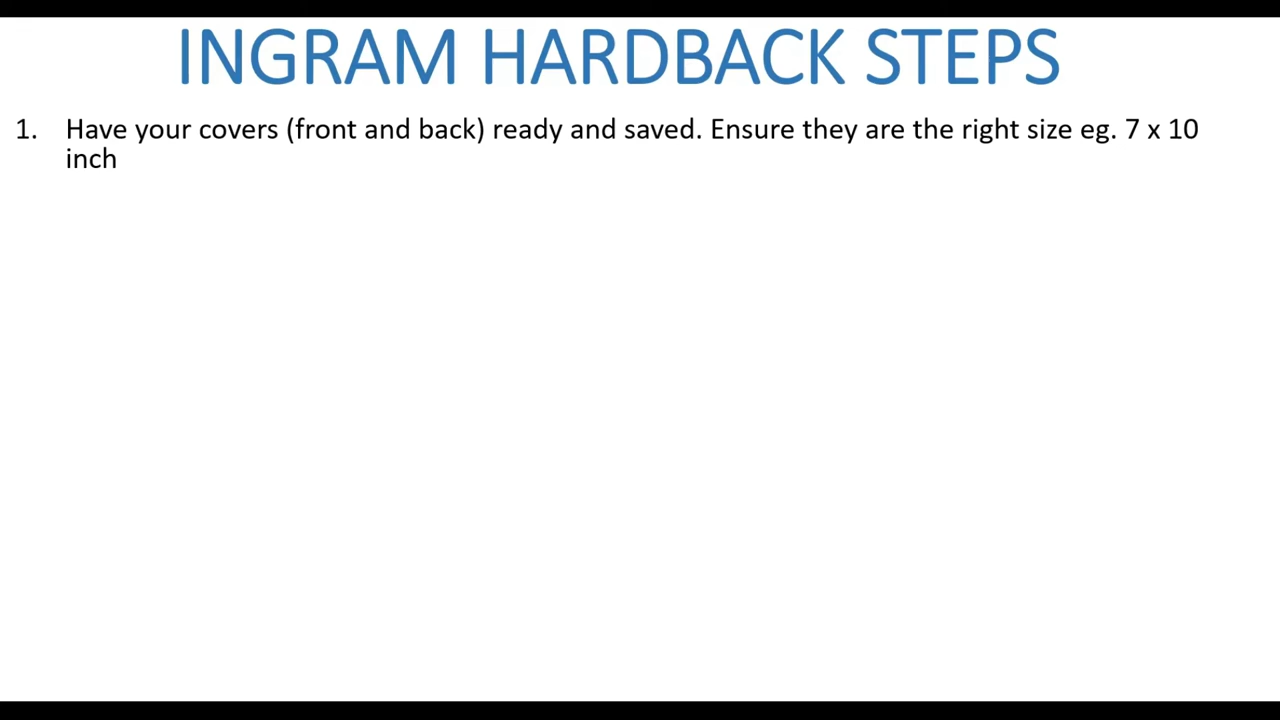 INGRAM HARDBACK STEPS
1. Have your covers (front and back) ready and saved. Ensure they are the right size eg. 7 x 10
inch